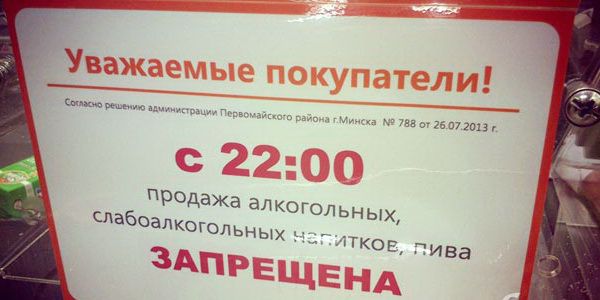 Уважаемые покупатели!
Согласно решению администрации Первомайского района г.Минска № 788 от 26.07.2013 г.
с 22:00
продажа алкогольных,
слабоалкогольных напитков, пива
ЗАПРЕЩЕНА